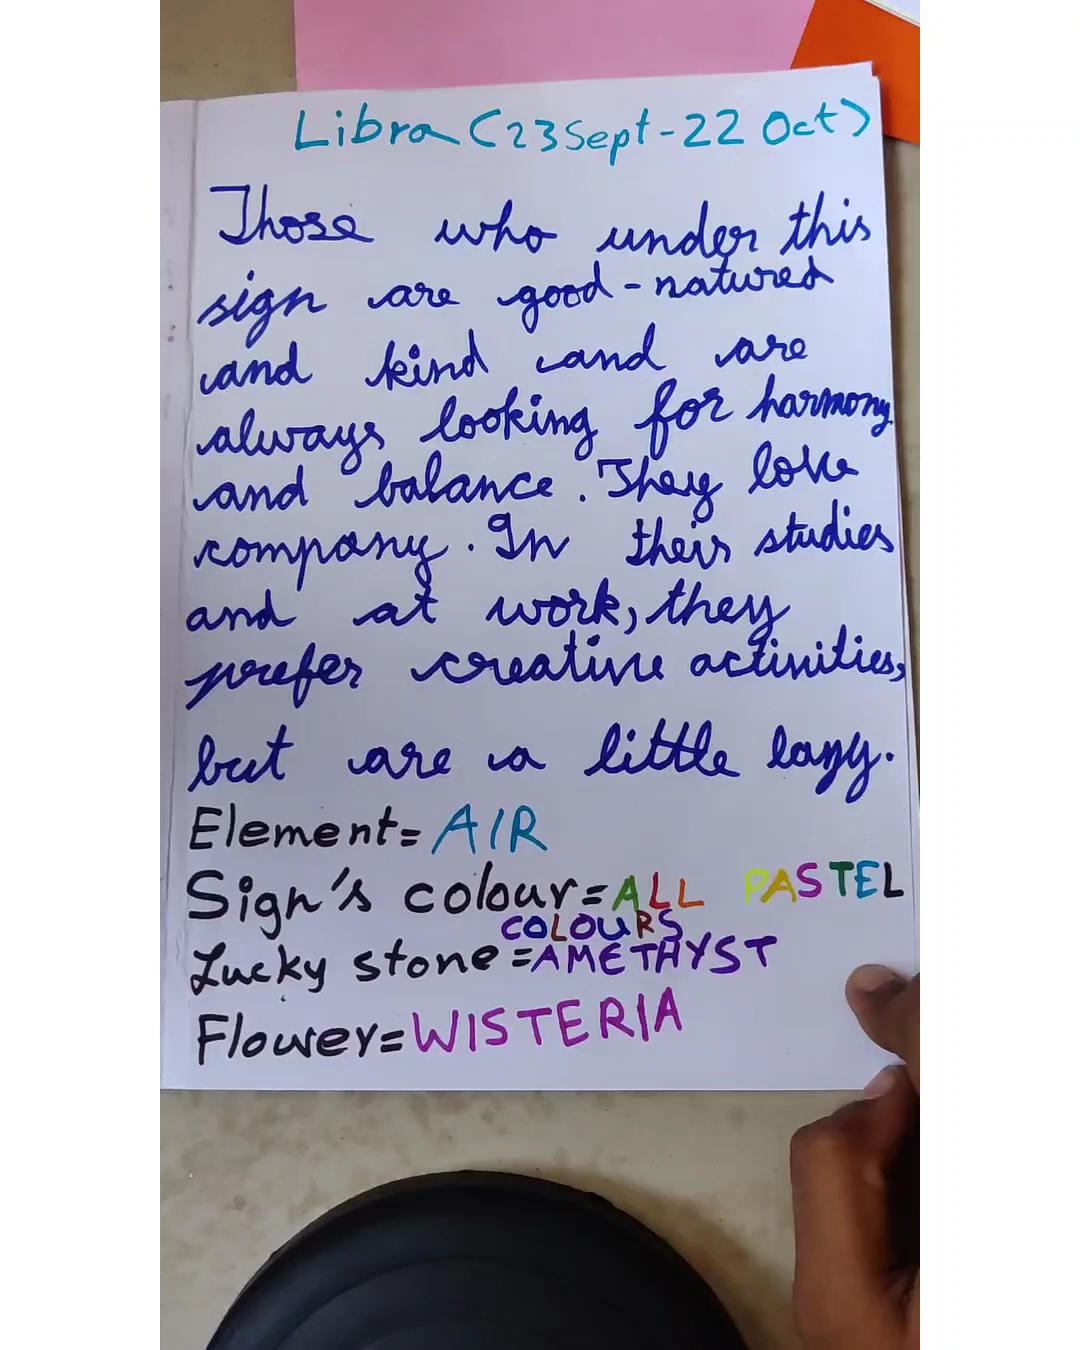 Libra (23 Sept - 22 Oct)
Those who under this
sign are good-natured
and kind and are
always looking for harmony
and balance. They love
company. In their studies
and at work, they
prefer creative activities,
but are a little lazy.
Element = AIR
Sign's colour = ALL PASTEL
COLOURS
Lucky stone = AMETHYST
Flower = WISTERIA